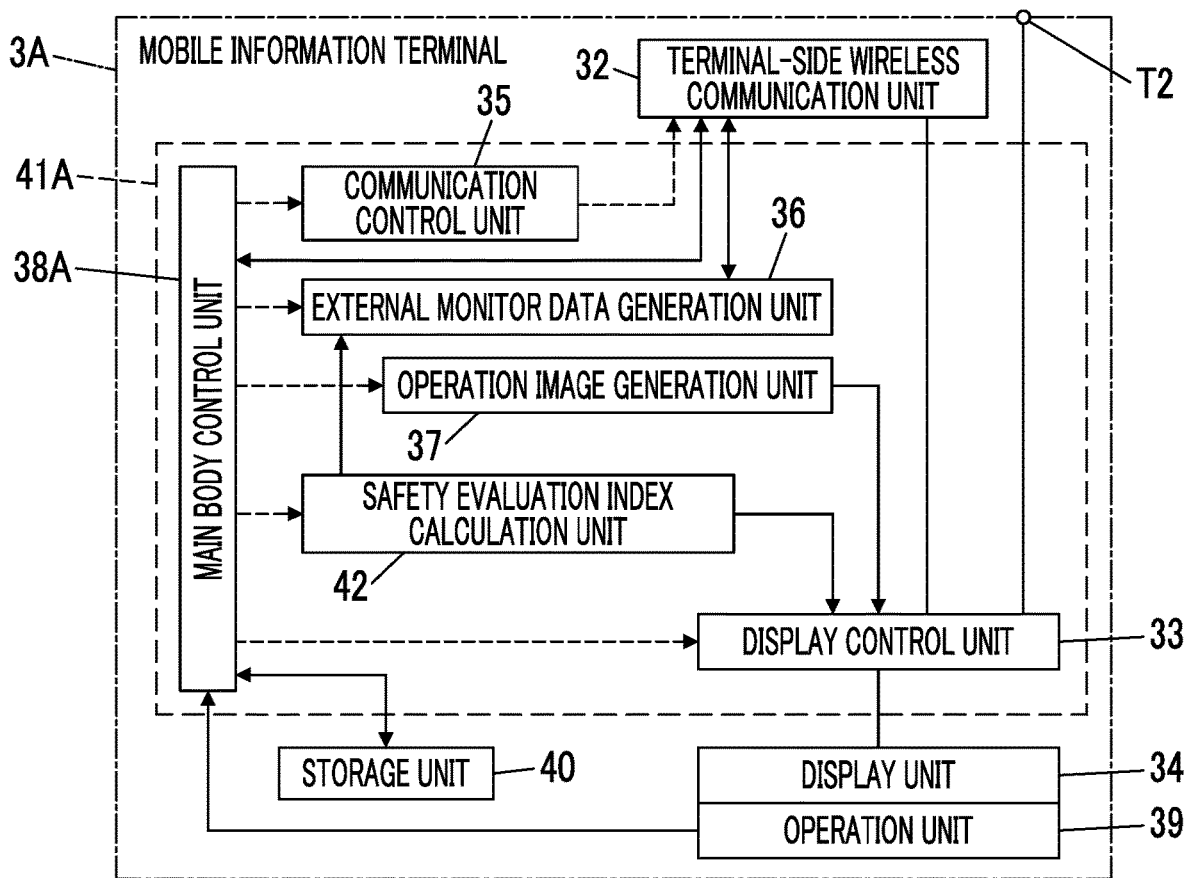 3A
MOBILE INFORMATION TERMINAL
32
TERMINAL-SIDE WIRELESS
COMMUNICATION UNIT
T2
41A
35
COMMUNICATION
CONTROL UNIT
38A
MAIN BODY CONTROL UNIT
36
EXTERNAL MONITOR DATA GENERATION UNIT
OPERATION IMAGE GENERATION UNIT
37
SAFETY EVALUATION INDEX
CALCULATION UNIT
42
DISPLAY CONTROL UNIT
33
STORAGE UNIT
40
DISPLAY UNIT
34
OPERATION UNIT
39